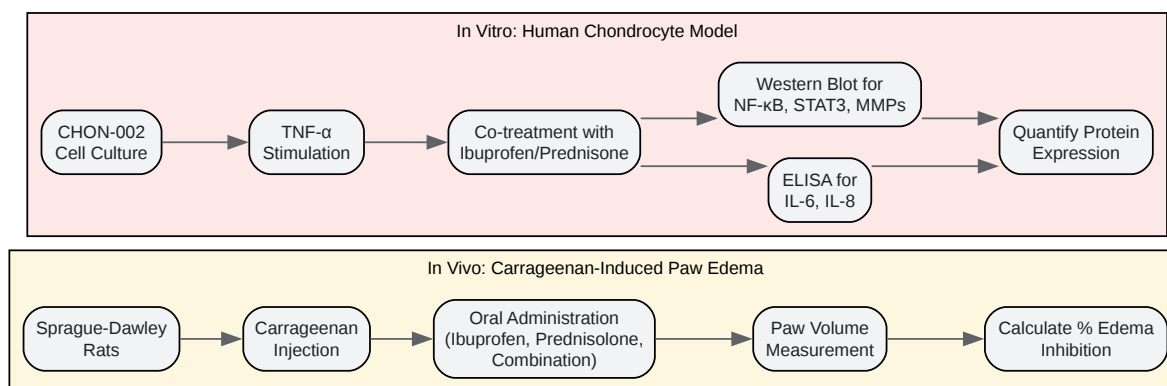 In Vitro: Human Chondrocyte Model
CHON-002
Cell Culture
TNF-α
Stimulation
Co-treatment with
Ibuprofen/Prednisone
Western Blot for
NF-κB, STAT3, MMPs
ELISA for
IL-6, IL-8
Quantify Protein
Expression
In Vivo: Carrageenan-Induced Paw Edema
Sprague-Dawley
Rats
Carrageenan
Injection
Oral Administration
(Ibuprofen, Prednisolone,
Combination)
Paw Volume
Measurement
Calculate % Edema
Inhibition